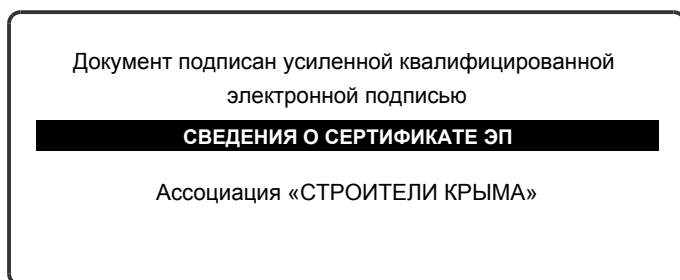 Документ подписан усиленной квалифицированной
электронной подписью
СВЕДЕНИЯ О СЕРТИФИКАТЕ ЭП
Ассоциация «СТРОИТЕЛИ КРЫМА»